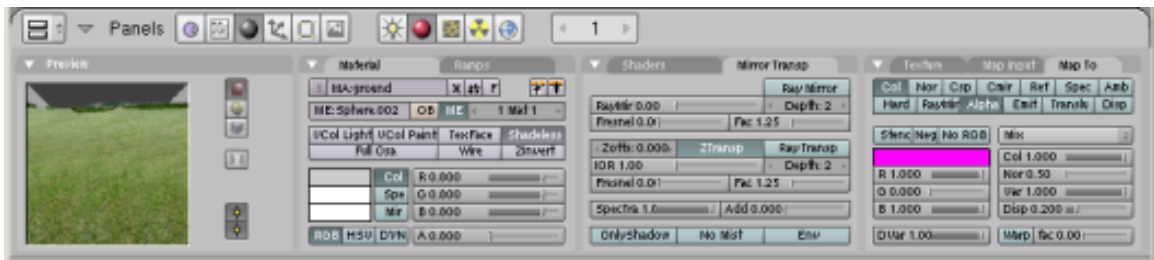 Panels 1
Preview
Material Ramps
MA:ground X F
ME:Sphere.002 OB ME 1 Mat 1
VCol Light VCol Paint TexFace Shadeless
Full Osa Wire Zinvert
Col R 0.800
Spe G 0.800
Mir B 0.800
RGB HSV DYN A 0.000
Shaders Mirror Transp
Ray Mirror
RayMir 0.00 Depth: 2
Fresnel 0.0 Fac 1.25
Zoffs: 0.000 ZTransp Ray Transp
IOR 1.00 Depth: 2
Fresnel 0.0 Fac 1.25
SpecTra 1.0 Add 0.000
OnlyShadow No Mist Env
Texture Map Input Map To
Col Nor Csp Cmir Ref Spec Amb
Hard RayMir Alpha Emit Translu Disp
Stenc Neg No RGB Mix
Col 1.000
R 1.000 Nor 0.50
G 0.000 Var 1.000
B 1.000 Disp 0.200
DVar 1.00 Warp fac 0.00